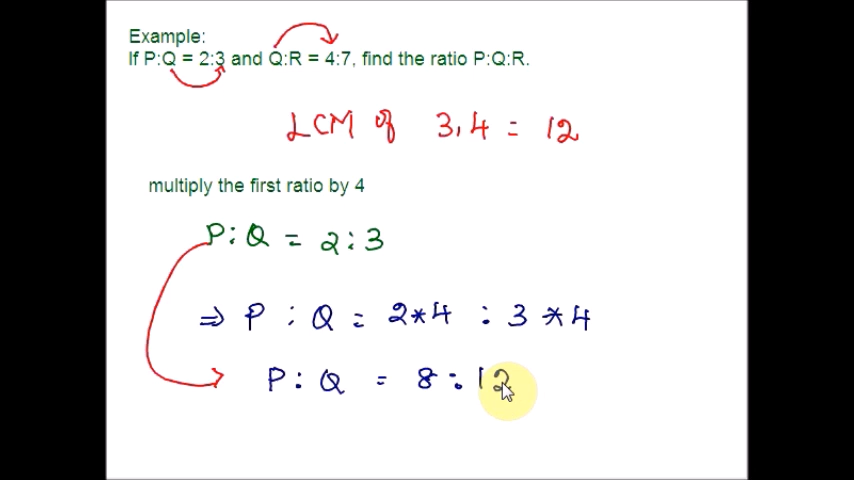 Example:
If P:Q = 2:3 and Q:R = 4:7, find the ratio P:Q:R.
LCM of 3,4 = 12
multiply the first ratio by 4
P:Q = 2:3
⇒ P : Q = 2*4 : 3*4
P:Q = 8:12